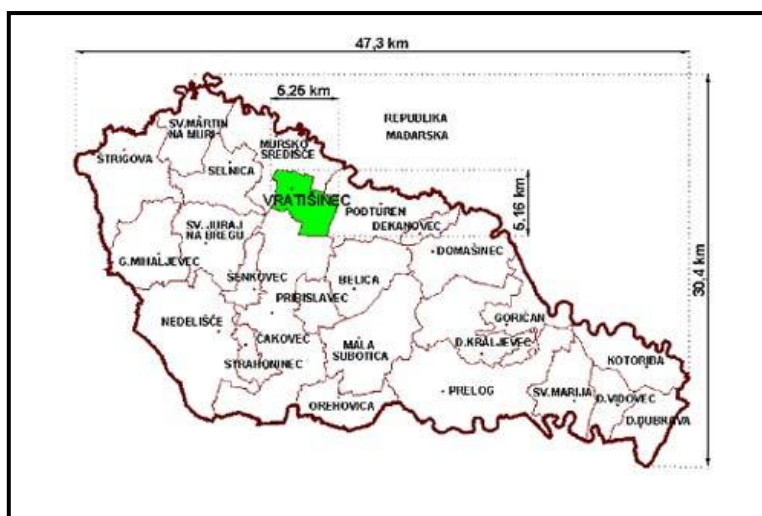 47,3 km
5,25 km
REPUBLIKA
MAĐARSKA
SV.MARTIN
NA MURI
MURSKO
SREDIŠĆE
ŠTRIGOVA
SELNICA
VRATIŠINEC
PODTUREN
DEKANOVEC
5,16 km
30,4 km
SV.JURAJ
NA BREGU
DOMAŠINEC
G.MIHALJEVEC
ŠENKOVEC
BELICA
PRIBISLAVEC
NEDELIŠĆE
GORIČAN
ČAKOVEC
MALA
SUBOTICA
D.KRALJEVEC
STRAHONINEC
KOTORIBA
PRELOG
SV.MARIJA
D.VIDOVEC
OREHOVICA
D.DUBRAVA